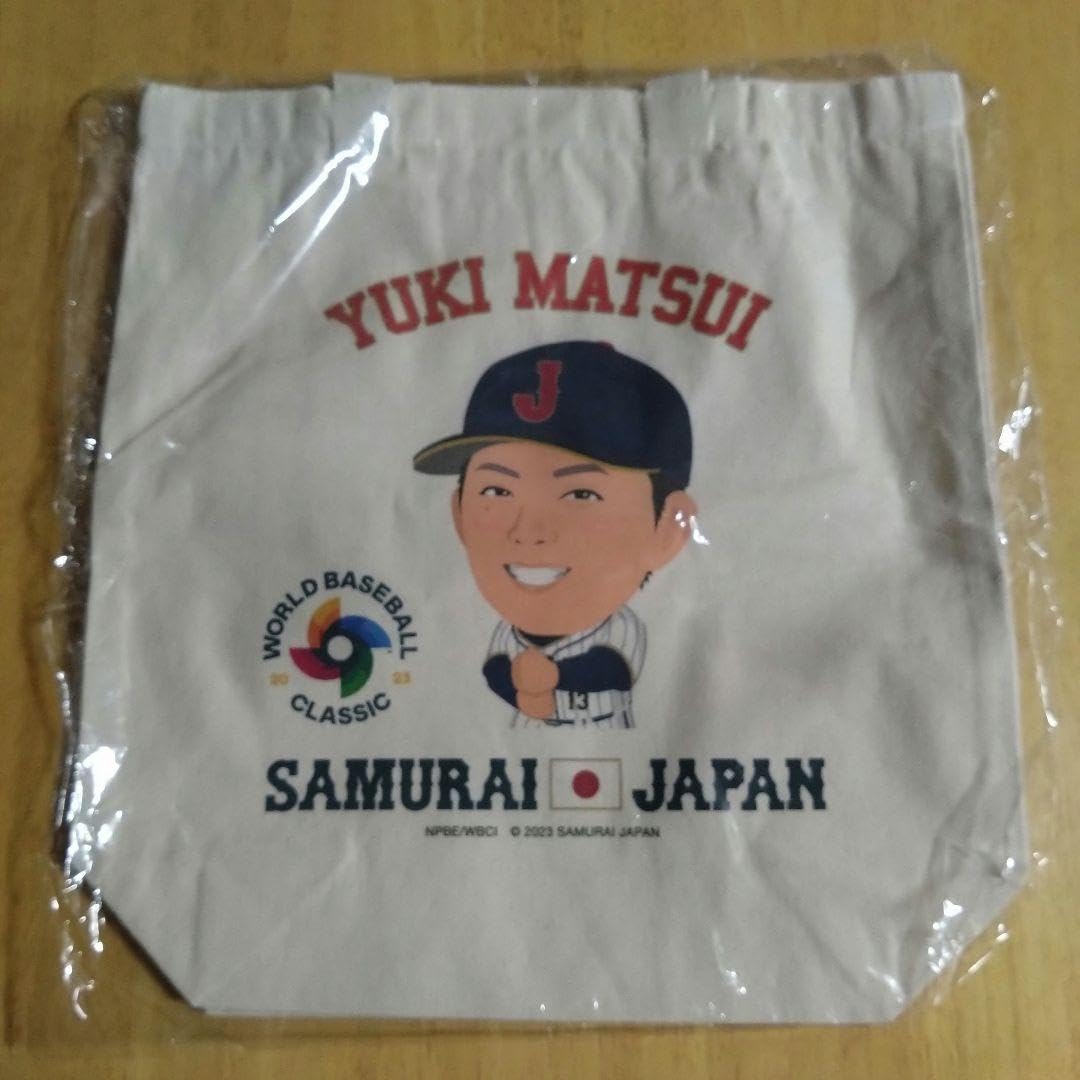 YUKI MATSUI
J
WORLD BASEBALL
20 23
CLASSIC
13
SAMURAI JAPAN
NPBE/WBCI © 2023 SAMURAI JAPAN